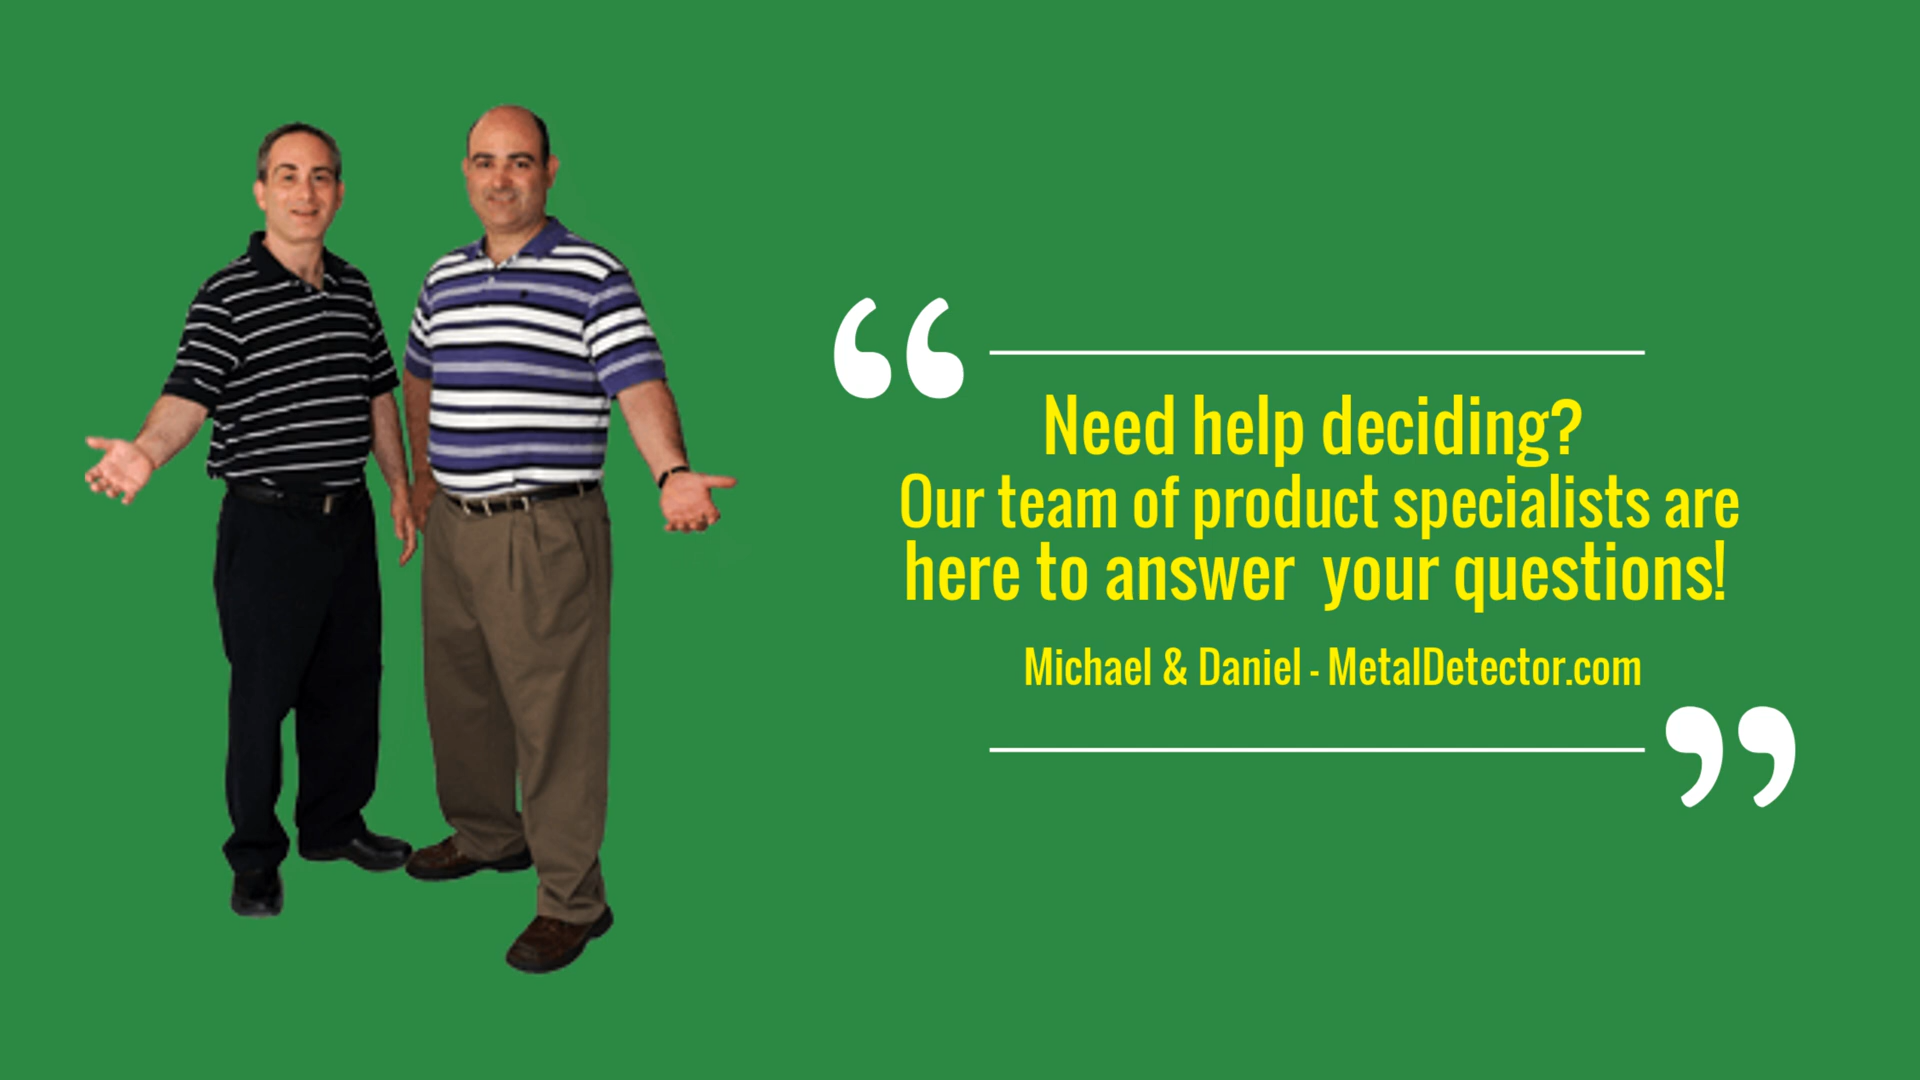 Need help deciding?
Our team of product specialists are
here to answer  your questions!
Michael & Daniel - MetalDetector.com